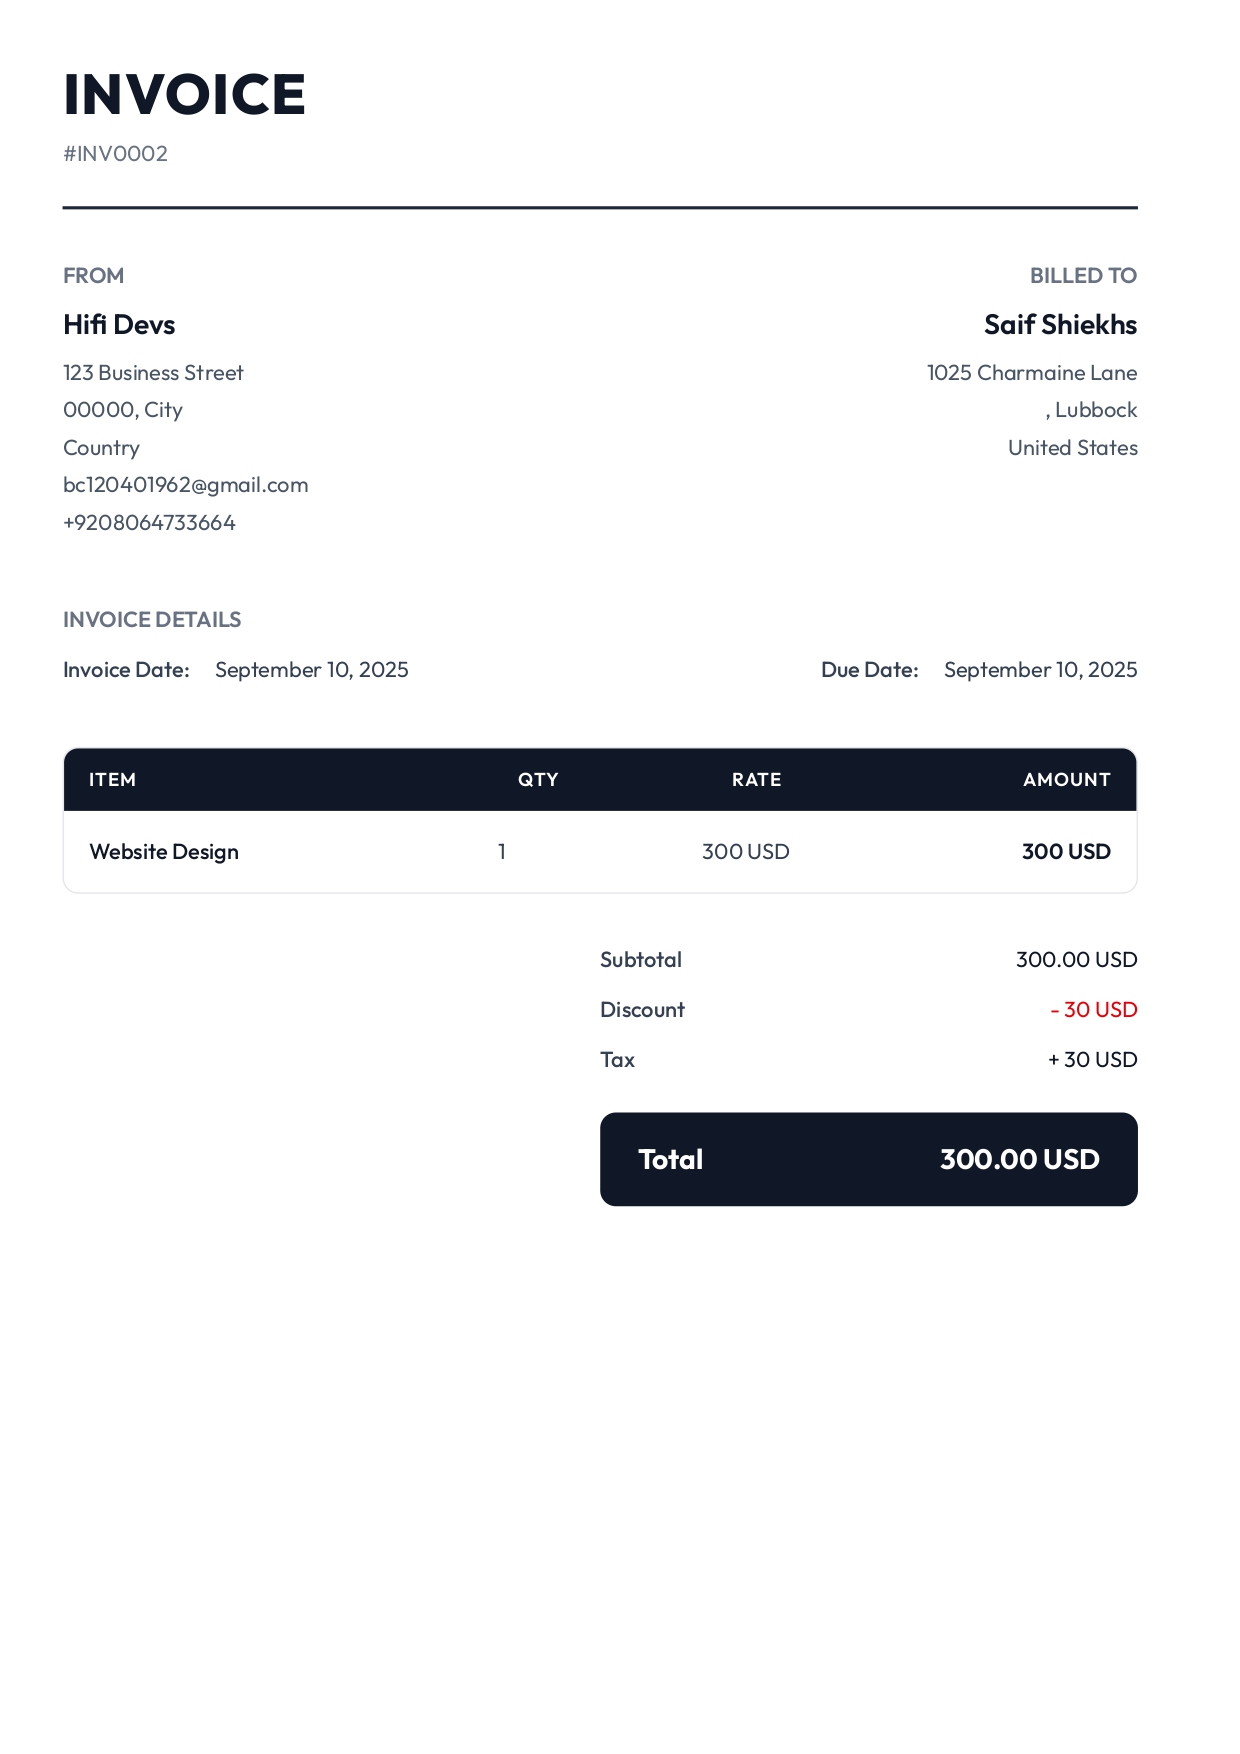 INVOICE
#INV0002
FROM
Hifi Devs
123 Business Street
00000, City
Country
bc120401962@gmail.com
+9208064733664
BILLED TO
Saif Shiekhs
1025 Charmaine Lane
, Lubbock
United States
INVOICE DETAILS
Invoice Date: September 10, 2025
Due Date: September 10, 2025
ITEM QTY RATE AMOUNT
Website Design 1 300 USD 300 USD
Subtotal 300.00 USD
Discount - 30 USD
Tax + 30 USD
Total 300.00 USD